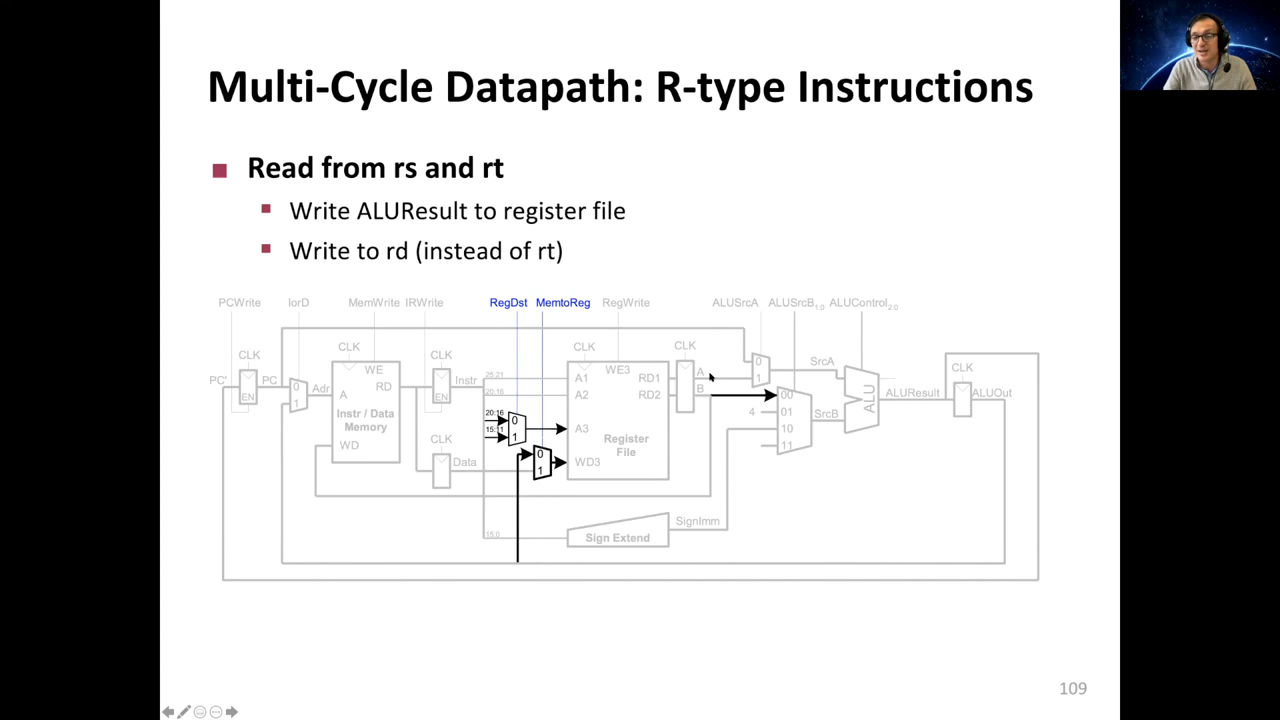 Multi-Cycle Datapath: R-type Instructions
Read from rs and rt
Write ALUResult to register file
Write to rd (instead of rt)
PCWrite IorD MemWrite IRWrite RegDst MemtoReg RegWrite ALUSrcA ALUSrcB1:0 ALUControl2:0
CLK CLK CLK CLK CLK CLK
PC' PC EN 0 1 Adr A WE RD Instr / Data Memory WD
EN Instr 25:21 20:16 A1 A2 WE3 RD1 RD2 A B 0 1 SrcA
20:16 15:11 0 1 A3 Register File 00 01 10 11 4 SrcB ALU ALUResult ALUOut CLK
CLK Data 0 1 WD3
15:0 Sign Extend SignImm
109